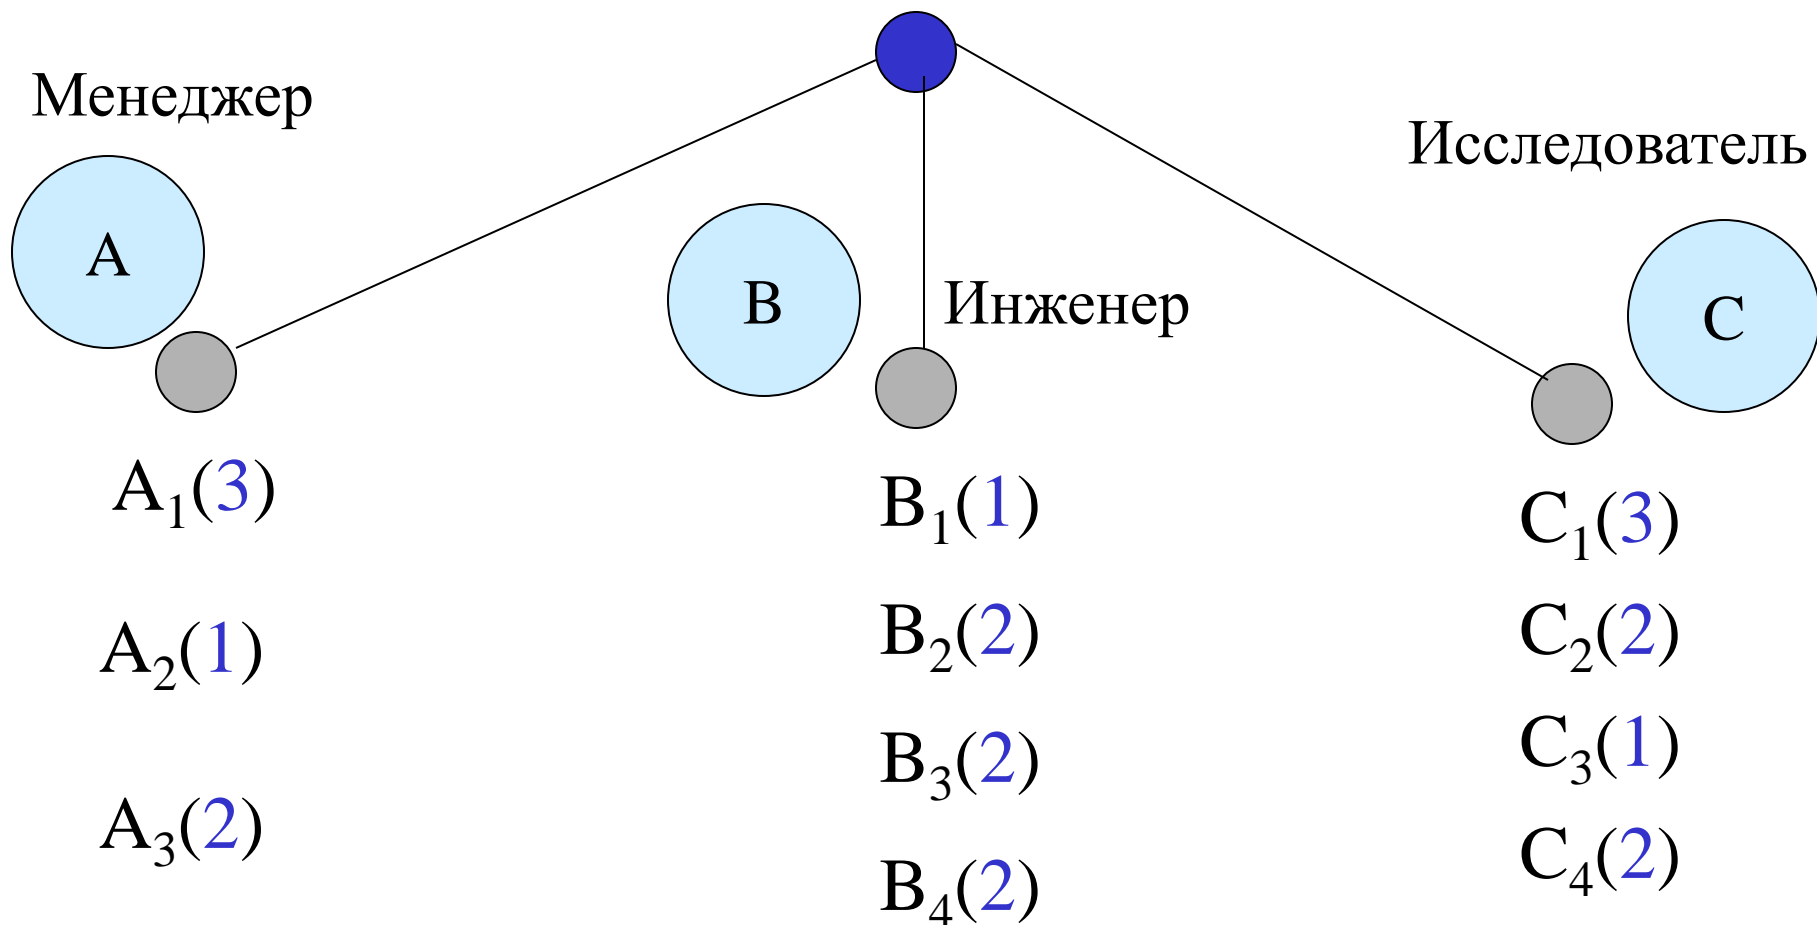 Менеджер
Исследователь
A
B
Инженер
C
A₁(3)
A₂(1)
A₃(2)
B₁(1)
B₂(2)
B₃(2)
B₄(2)
C₁(3)
C₂(2)
C₃(1)
C₄(2)